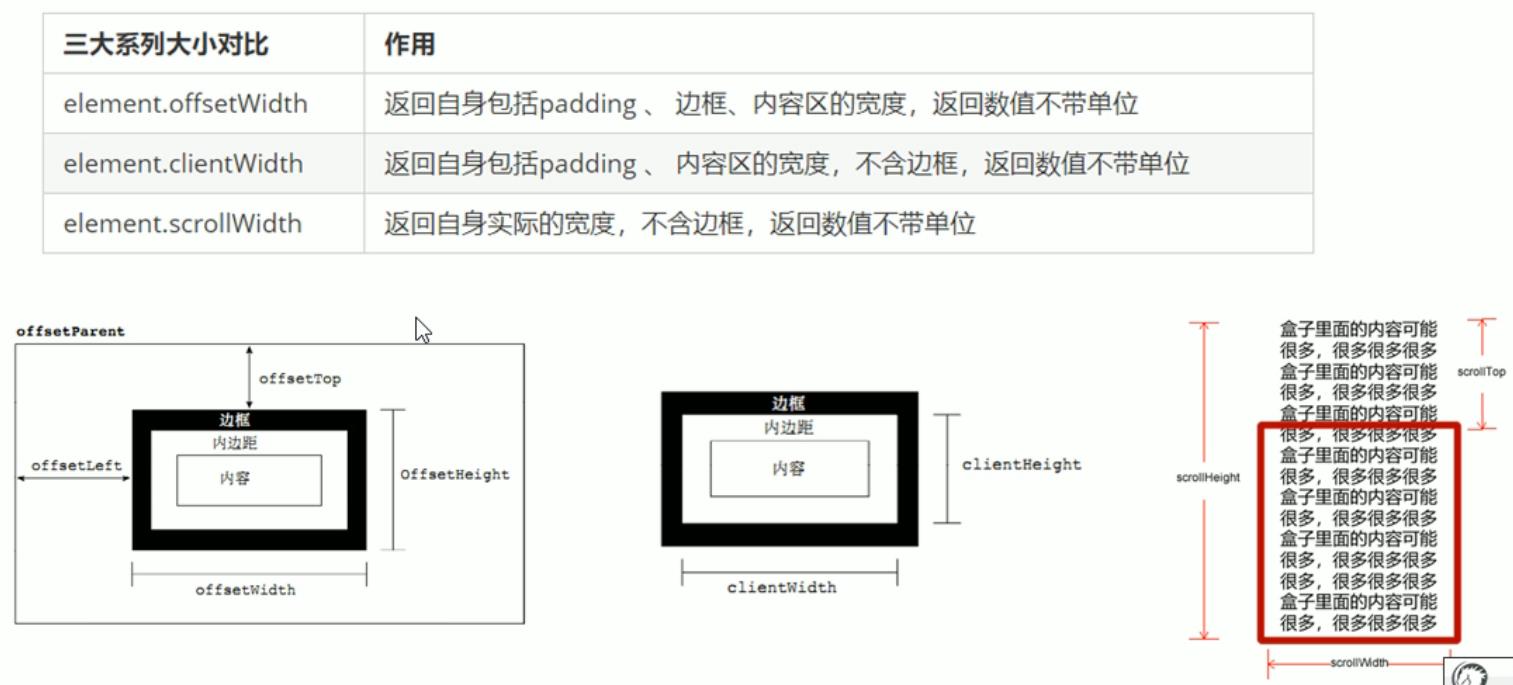 三大系列大小对比 作用
element.offsetWidth 返回自身包括padding 、 边框、内容区的宽度，返回数值不带单位
element.clientWidth 返回自身包括padding 、 内容区的宽度，不含边框，返回数值不带单位
element.scrollWidth 返回自身实际的宽度，不含边框，返回数值不带单位
offsetParent
offsetTop
边框
内边距
内容
offsetLeft
OffsetHeight
offsetWidth
边框
内边距
内容
clientHeight
clientWidth
盒子里面的内容可能
很多，很多很多很多
盒子里面的内容可能
很多，很多很多很多
盒子里面的内容可能
很多，很多很多很多
盒子里面的内容可能
很多，很多很多很多
盒子里面的内容可能
很多，很多很多很多
盒子里面的内容可能
很多，很多很多很多
很多，很多很多很多
盒子里面的内容可能
很多，很多很多很多
scrollTop
scrollHeight
scrollWidth